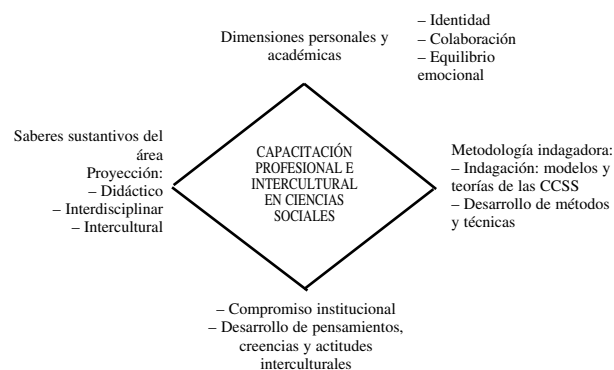 Dimensiones personales y
académicas
– Identidad
– Colaboración
– Equilibrio
emocional
Saberes sustantivos del
área
Proyección:
– Didáctico
– Interdisciplinar
– Intercultural
CAPACITACIÓN
PROFESIONAL E
INTERCULTURAL
EN CIENCIAS
SOCIALES
Metodología indagadora:
– Indagación: modelos y
teorías de las CCSS
– Desarrollo de métodos
y técnicas
– Compromiso institucional
– Desarrollo de pensamientos,
creencias y actitudes
interculturales